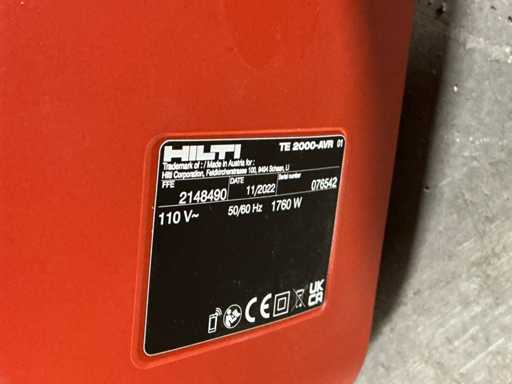 HILTI TE 2000-AVR 01
Trademark of : / Made in Austria for :
Hilti Corporation, Feldkircherstrasse 100, 9494 Schaan, LI
FFE 2148490 DATE 11/2022 Serial number 076542
110 V~ 50/60 Hz 1760 W
CE UK CA